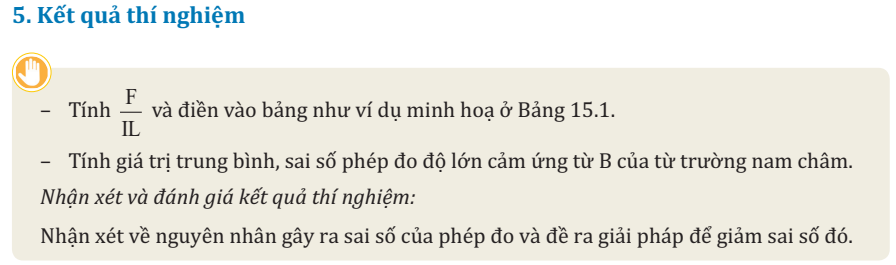 5. Kết quả thí nghiệm
– Tính F/IL và điền vào bảng như ví dụ minh hoạ ở Bảng 15.1.
– Tính giá trị trung bình, sai số phép đo độ lớn cảm ứng từ B của từ trường nam châm.
Nhận xét và đánh giá kết quả thí nghiệm:
Nhận xét về nguyên nhân gây ra sai số của phép đo và đề ra giải pháp để giảm sai số đó.